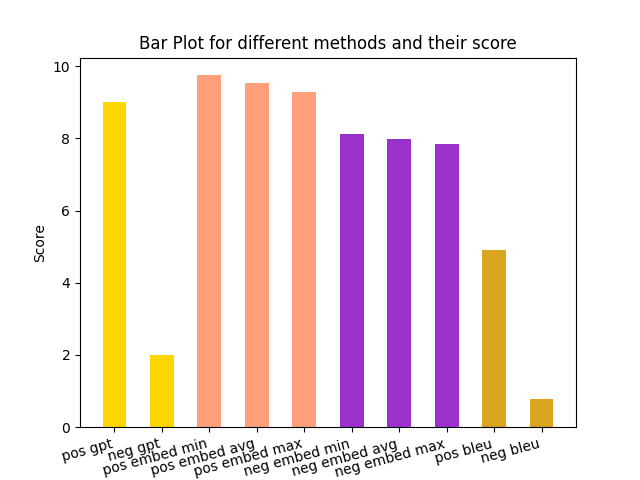 Bar Plot for different methods and their score
10
8
6
4
2
0
Score
pos gpt
neg gpt
pos embed min
pos embed avg
pos embed max
neg embed min
neg embed avg
neg embed max
pos bleu
neg bleu